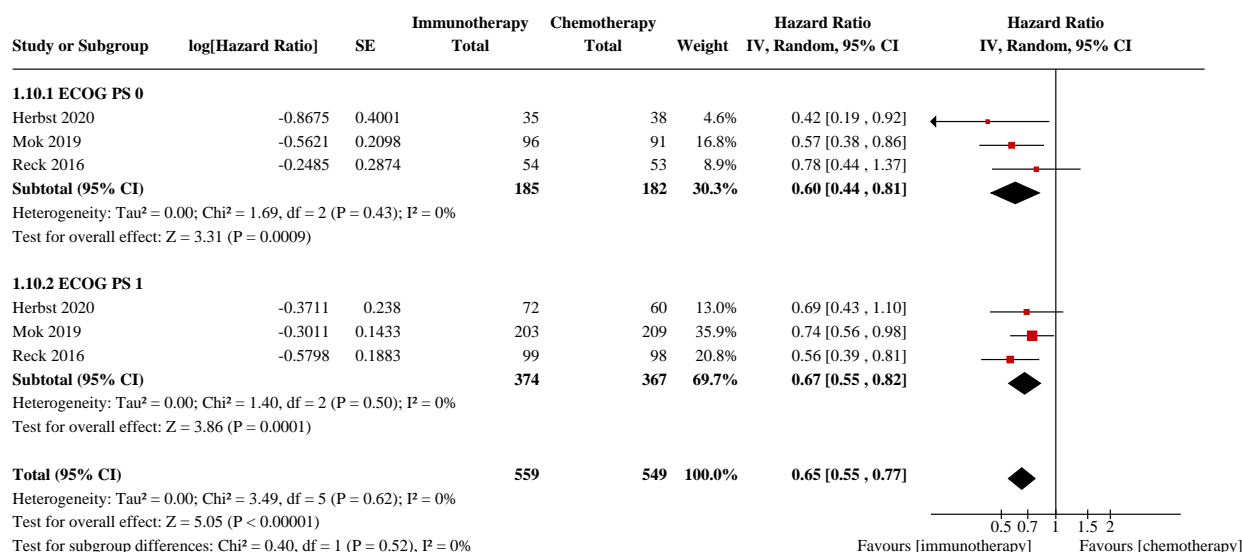 Immunotherapy Chemotherapy Hazard Ratio Hazard Ratio
Study or Subgroup log[Hazard Ratio] SE Total Total Weight IV, Random, 95% CI IV, Random, 95% CI
1.10.1 ECOG PS 0
Herbst 2020 -0.8675 0.4001 35 38 4.6% 0.42 [0.19 , 0.92]
Mok 2019 -0.5621 0.2098 96 91 16.8% 0.57 [0.38 , 0.86]
Reck 2016 -0.2485 0.2874 54 53 8.9% 0.78 [0.44 , 1.37]
Subtotal (95% CI) 185 182 30.3% 0.60 [0.44 , 0.81]
Heterogeneity: Tau² = 0.00; Chi² = 1.69, df = 2 (P = 0.43); I² = 0%
Test for overall effect: Z = 3.31 (P = 0.0009)
1.10.2 ECOG PS 1
Herbst 2020 -0.3711 0.238 72 60 13.0% 0.69 [0.43 , 1.10]
Mok 2019 -0.3011 0.1433 203 209 35.9% 0.74 [0.56 , 0.98]
Reck 2016 -0.5798 0.1883 99 98 20.8% 0.56 [0.39 , 0.81]
Subtotal (95% CI) 374 367 69.7% 0.67 [0.55 , 0.82]
Heterogeneity: Tau² = 0.00; Chi² = 1.40, df = 2 (P = 0.50); I² = 0%
Test for overall effect: Z = 3.86 (P = 0.0001)
Total (95% CI) 559 549 100.0% 0.65 [0.55 , 0.77]
Heterogeneity: Tau² = 0.00; Chi² = 3.49, df = 5 (P = 0.62); I² = 0%
Test for overall effect: Z = 5.05 (P < 0.00001)
0.5 0.7 1 1.5 2
Test for subgroup differences: Chi² = 0.40, df = 1 (P = 0.52), I² = 0% Favours [immunotherapy] Favours [chemotherapy]